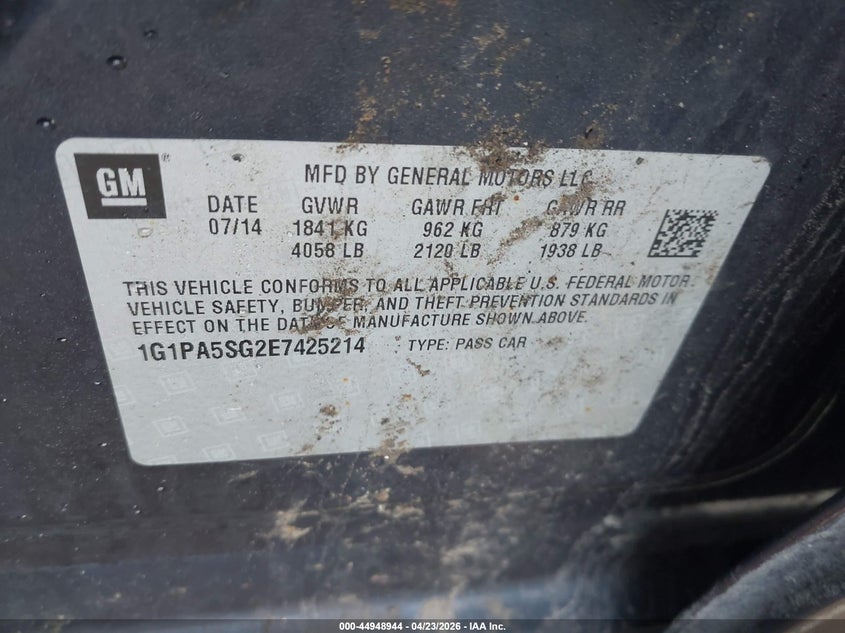 GM ®
MFD BY GENERAL MOTORS LLC
DATE GVWR GAWR FRT GAWR RR
07/14 1841 KG 962 KG 879 KG
4058 LB 2120 LB 1938 LB
THIS VEHICLE CONFORMS TO ALL APPLICABLE U.S. FEDERAL MOTOR
VEHICLE SAFETY, BUMPER, AND THEFT PREVENTION STANDARDS IN
EFFECT ON THE DATE OF MANUFACTURE SHOWN ABOVE.
1G1PA5SG2E7425214 TYPE: PASS CAR
000-44948944 - 04/23/2026 - IAA Inc.